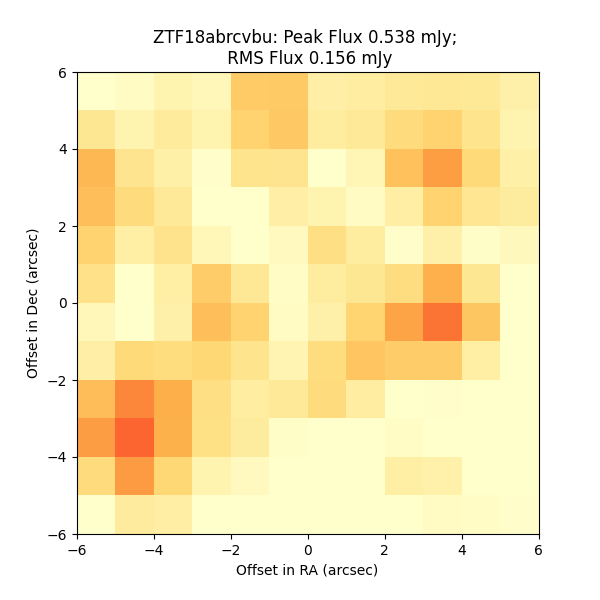 ZTF18abrcvbu: Peak Flux 0.538 mJy;
RMS Flux 0.156 mJy
6
4
2
0
−2
−4
−6
Offset in Dec (arcsec)
−6 −4 −2 0 2 4 6
Offset in RA (arcsec)